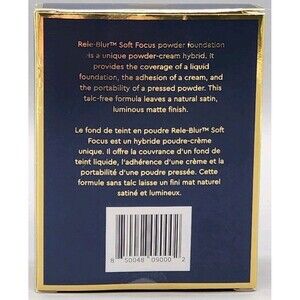 Rele-Blur™ Soft Focus powder foundation
is a unique powder-cream hybrid. It
provides the coverage of a liquid
foundation, the adhesion of a cream, and
the portability of a pressed powder. This
talc-free formula leaves a natural satin,
luminous matte finish.
Le fond de teint en poudre Rele-Blur™ Soft
Focus est un hybride poudre-crème
unique. Il offre la couvrance d'un fond de
teint liquide, l'adhérence d'une crème et la
portabilité d'une poudre pressée. Cette
formule sans talc laisse un fini mat naturel
satiné et lumineux.
8 50048 09000 2